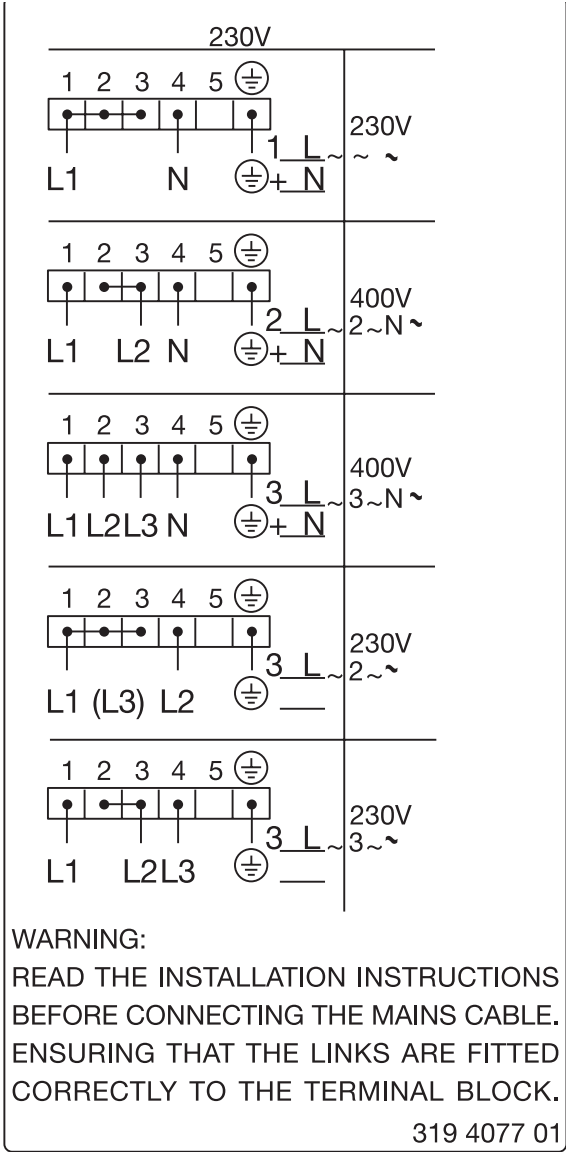 230V
1 2 3 4 5
230V
1 L ~ ~ ~
L1 N + N
1 2 3 4 5
400V
2 L ~ 2~N ~
L1 L2 N + N
1 2 3 4 5
400V
3 L ~ 3~N ~
L1 L2 L3 N + N
1 2 3 4 5
230V
3 L ~ 2~ ~
L1 (L3) L2
1 2 3 4 5
230V
3 L ~ 3~ ~
L1 L2 L3
WARNING:
READ THE INSTALLATION INSTRUCTIONS
BEFORE CONNECTING THE MAINS CABLE.
ENSURING THAT THE LINKS ARE FITTED
CORRECTLY TO THE TERMINAL BLOCK.
319 4077 01